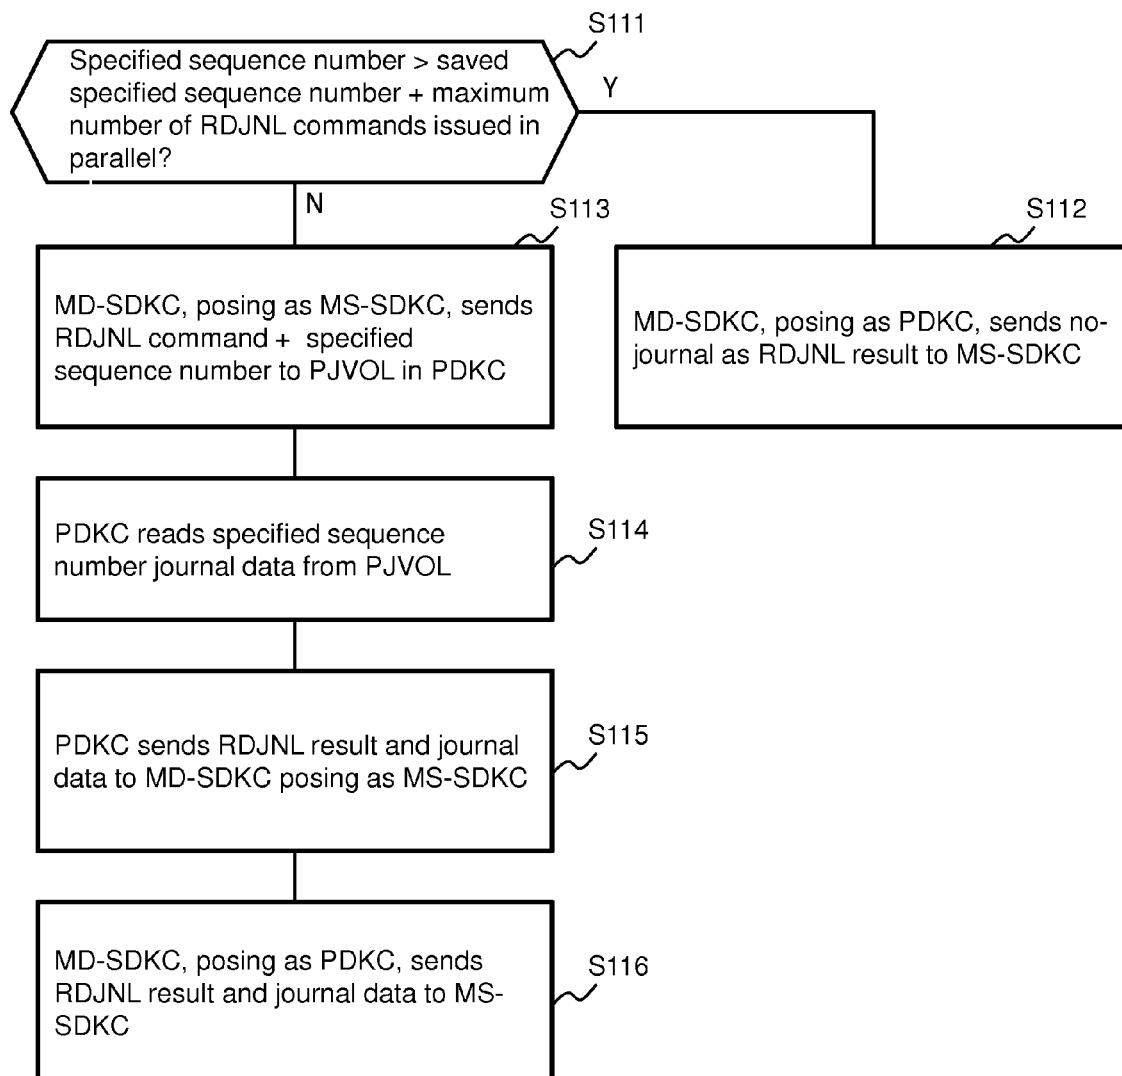 S111
Specified sequence number > saved
specified sequence number + maximum
number of RDJNL commands issued in
parallel?
Y
N
S113
S112
MD-SDKC, posing as MS-SDKC, sends
RDJNL command + specified
sequence number to PJVOL in PDKC
MD-SDKC, posing as PDKC, sends no-
journal as RDJNL result to MS-SDKC
S114
PDKC reads specified sequence
number journal data from PJVOL
S115
PDKC sends RDJNL result and journal
data to MD-SDKC posing as MS-SDKC
S116
MD-SDKC, posing as PDKC, sends
RDJNL result and journal data to MS-
SDKC